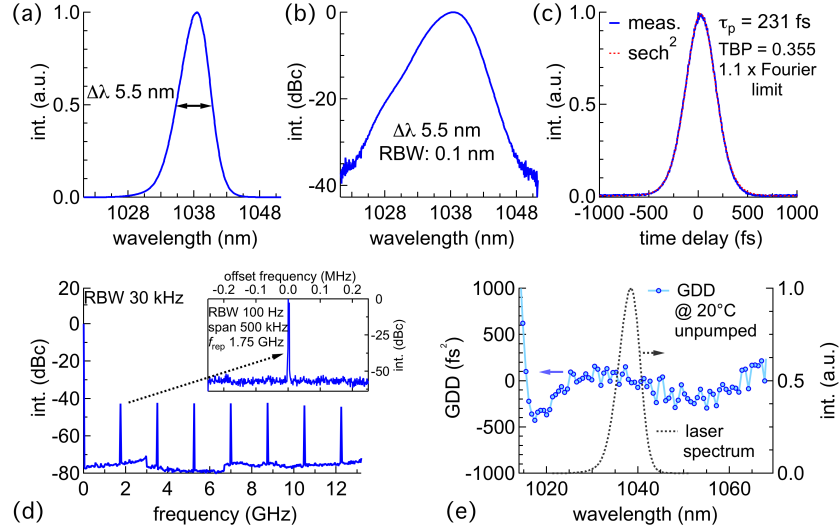 (a)
int. (a.u.)
1.0
0.5
0.0
Δλ 5.5 nm
1028 1038 1048
wavelength (nm)
(b)
int. (dBc)
0
-20
-40
Δλ 5.5 nm
RBW: 0.1 nm
1028 1038 1048
wavelength (nm)
(c)
int. (a.u.)
1.0
0.5
0.0
meas.
sech²
τp = 231 fs
TBP = 0.355
1.1 x Fourier
limit
-1000 -500 0 500 1000
time delay (fs)
(d)
int. (dBc)
20
0
-20
-40
-60
-80
RBW 30 kHz
0 2 4 6 8 10 12
frequency (GHz)
offset frequency (MHz)
-0.2 -0.1 0.0 0.1 0.2
RBW 100 Hz
span 500 kHz
frep 1.75 GHz
0
-25
-50
int. (dBc)
(e)
GDD (fs²)
1000
500
0
-500
-1000
GDD
@ 20°C
unpumped
laser
spectrum
1.0
0.5
0.0
int. (a.u.)
1020 1040 1060
wavelength (nm)